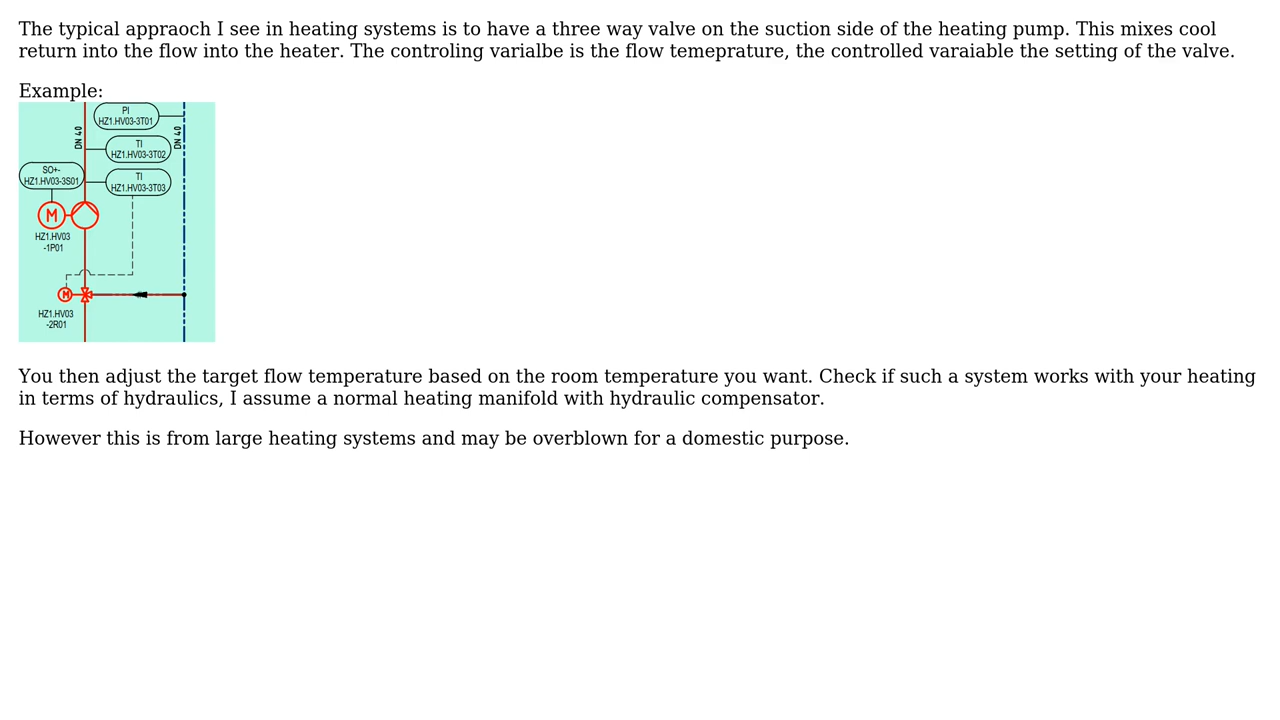 The typical appraoch I see in heating systems is to have a three way valve on the suction side of the heating pump. This mixes cool
return into the flow into the heater. The controling varialbe is the flow temeprature, the controlled varaiable the setting of the valve.
Example:
PI
HZ1.HV03-3T01
DN 40
DN 40
TI
HZ1.HV03-3T02
SO+-
HZ1.HV03-3S01
TI
HZ1.HV03-3T03
M
HZ1.HV03
-1P01
M
HZ1.HV03
-2R01
You then adjust the target flow temperature based on the room temperature you want. Check if such a system works with your heating
in terms of hydraulics, I assume a normal heating manifold with hydraulic compensator.
However this is from large heating systems and may be overblown for a domestic purpose.